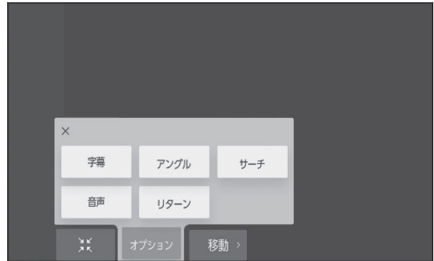 ×
字幕 アングル サーチ
音声 リターン
オプション 移動 >